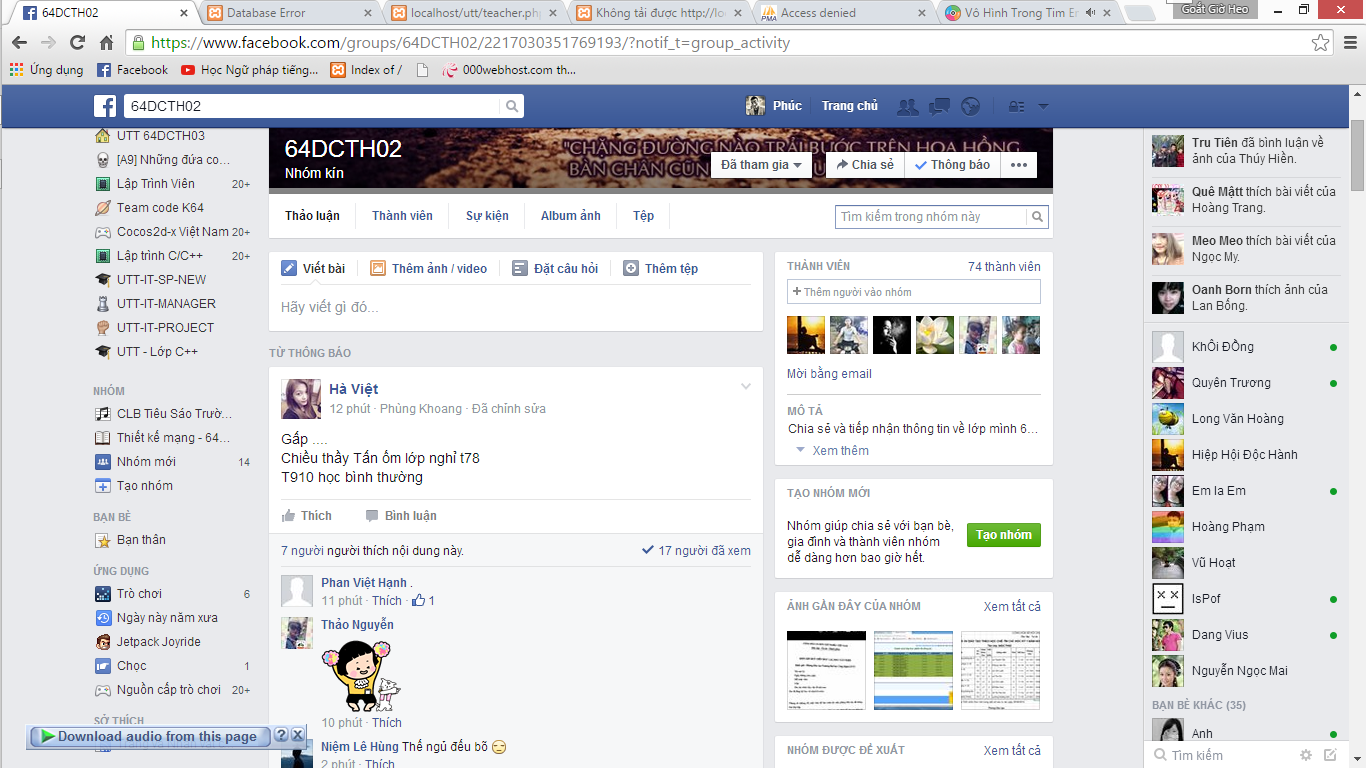 64DCTH02
Database Error
localhost/utt/teacher.ph
Không tải được http://lo
Access denied
Vô Hình Trong Tim Er
Goất Giờ Heo
https://www.facebook.com/groups/64DCTH02/2217030351769193/?notif_t=group_activity
Ứng dụng
Facebook
Học Ngữ pháp tiếng...
Index of /
000webhost.com th...
64DCTH02
Phúc
Trang chủ
UTT 64DCTH03
[A9] Những đứa co...
Lập Trình Viên 20+
Team code K64
Cocos2d-x Việt Nam 20+
Lập trình C/C++ 20+
UTT-IT-SP-NEW
UTT-IT-MANAGER
UTT-IT-PROJECT
UTT - Lớp C++
NHÓM
CLB Tiêu Sáo Trườ...
Thiết kế mạng - 64...
Nhóm mới 14
Tạo nhóm
BẠN BÈ
Bạn thân
ỨNG DỤNG
Trò chơi 6
Ngày này năm xưa
Jetpack Joyride
Chọc 1
Nguồn cấp trò chơi 20+
SỞ THÍCH
Download audio from this page
? X
64DCTH02
Nhóm kín
"CHẶNG ĐƯỜNG NÀO TRẢI BƯỚC TRÊN HOA HỒNG
BÀN CHÂN CŨNG
Đã tham gia
Chia sẻ
Thông báo
Thảo luận
Thành viên
Sự kiện
Album ảnh
Tệp
Tìm kiếm trong nhóm này
Viết bài
Thêm ảnh / video
Đặt câu hỏi
Thêm tệp
Hãy viết gì đó...
TỪ THÔNG BÁO
Hà Việt
12 phút · Phùng Khoang · Đã chỉnh sửa
Gấp ....
Chiều thầy Tấn ốm lớp nghỉ t78
T910 học bình thường
Thích
Bình luận
7 người người thích nội dung này.
17 người đã xem
Phan Việt Hạnh .
11 phút · Thích · 1
Thảo Nguyễn
10 phút · Thích
Niệm Lê Hùng Thế ngủ đều bõ
2 phút · Thích
THÀNH VIÊN
74 thành viên
+ Thêm người vào nhóm
Mời bằng email
MÔ TẢ
Chia sẻ và tiếp nhận thông tin về lớp mình 6...
Xem thêm
TẠO NHÓM MỚI
Nhóm giúp chia sẻ với bạn bè,
gia đình và thành viên nhóm
dễ dàng hơn bao giờ hết.
Tạo nhóm
ẢNH GẦN ĐÂY CỦA NHÓM
Xem tất cả
NHÓM ĐƯỢC ĐỀ XUẤT
Xem tất cả
Tru Tiên đã bình luận về
ảnh của Thúy Hiền.
Quê Mậtt thích bài viết của
Hoàng Trang.
Meo Meo thích bài viết của
Ngọc My.
Oanh Born thích ảnh của
Lan Bống.
KhÔi ĐỒng
Quyên Trương
Long Văn Hoàng
Hiệp Hội Độc Hành
Em la Em
Hoàng Phạm
Vũ Hoạt
IsPof
Dang Vius
Nguyễn Ngọc Mai
BẠN BÈ KHÁC (35)
Anh
Tìm kiếm